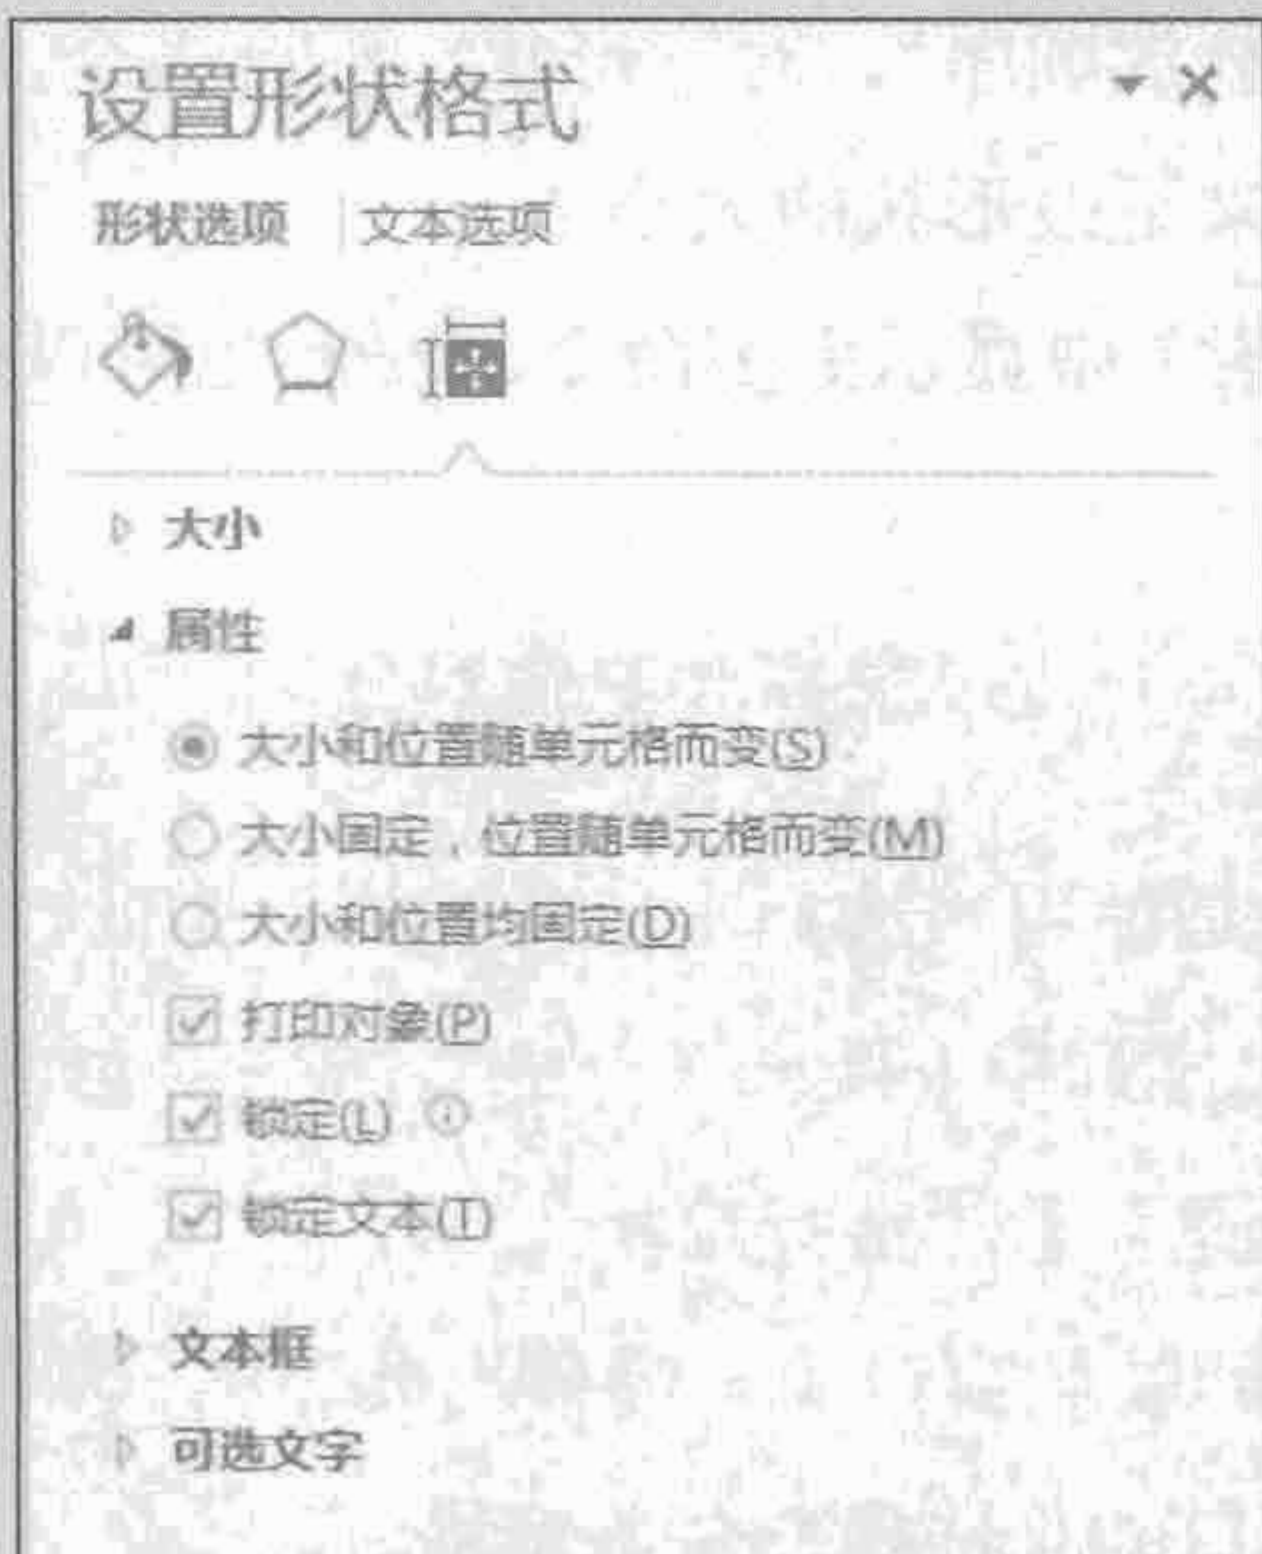 设置形状格式
形状选项 文本选项
大小
属性
大小和位置随单元格而变(S)
大小固定，位置随单元格而变(M)
大小和位置均固定(D)
打印对象(P)
锁定(L)
锁定文本(T)
文本框
可选文字